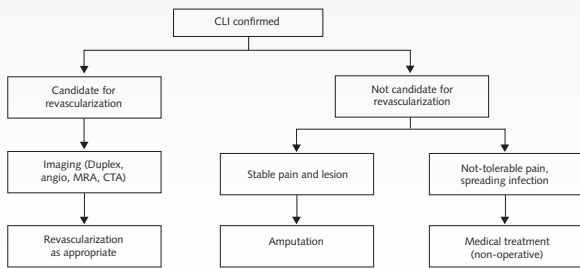 CLI confirmed
Candidate for
revascularization
Not candidate for
revascularization
Imaging (Duplex,
angio, MRA, CTA)
Stable pain and lesion
Not-tolerable pain,
spreading infection
Revascularization
as appropriate
Amputation
Medical treatment
(non-operative)